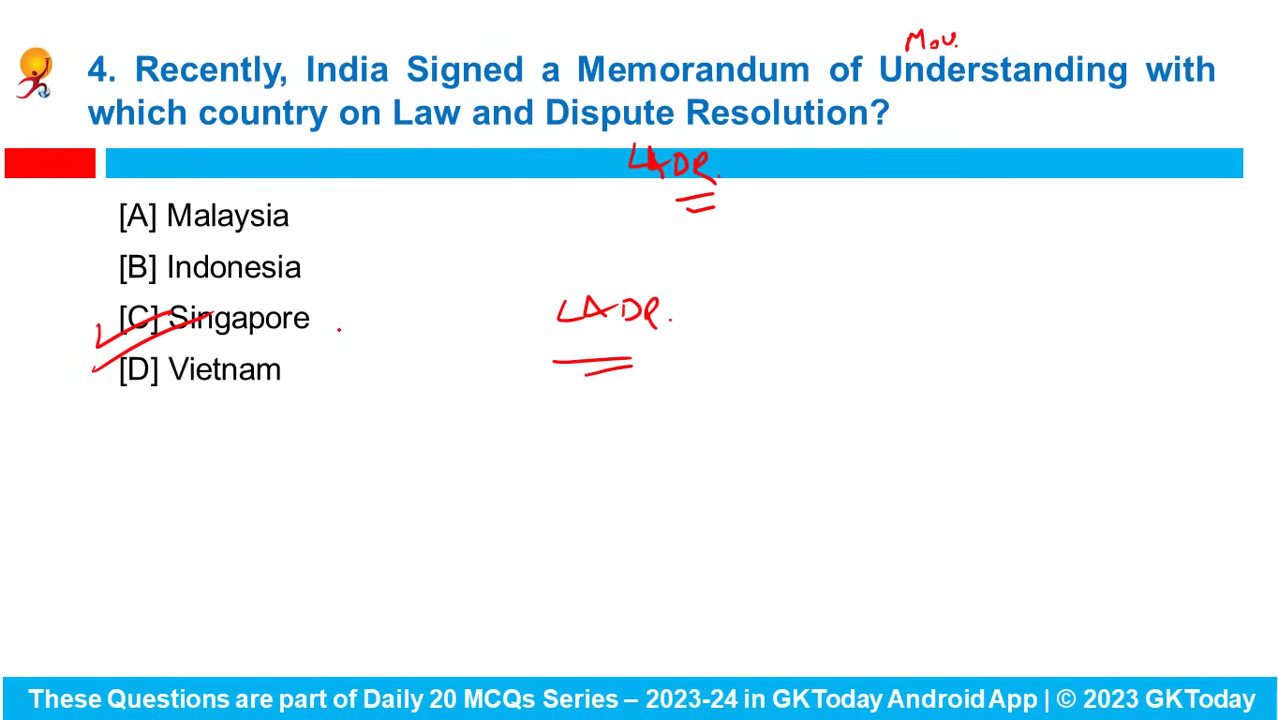 Mou.
4. Recently, India Signed a Memorandum of Understanding with
which country on Law and Dispute Resolution?
LADR.
[A] Malaysia
[B] Indonesia
[C] Singapore
LADR.
[D] Vietnam
These Questions are part of Daily 20 MCQs Series – 2023-24 in GKToday Android App | © 2023 GKToday